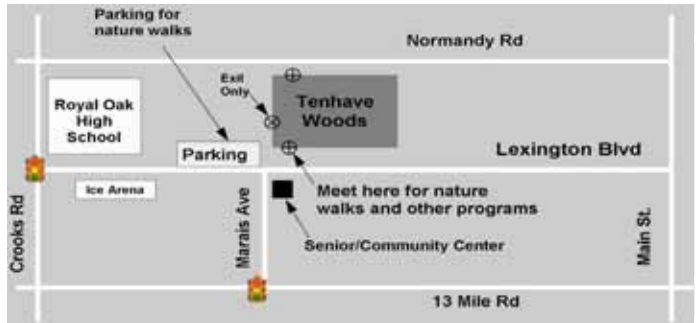 Parking for
nature walks
Normandy Rd
Exit
Only
Tenhave
Woods
Royal Oak
High
School
Parking
Lexington Blvd
Ice Arena
Meet here for nature
walks and other programs
Senior/Community Center
Crooks Rd
Marais Ave
Main St.
13 Mile Rd